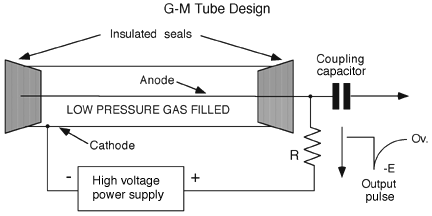 G-M Tube Design
Insulated seals
Coupling
capacitor
Anode
LOW PRESSURE GAS FILLED
Cathode
R
Ov.
-E
Output
pulse
- High voltage +
power supply